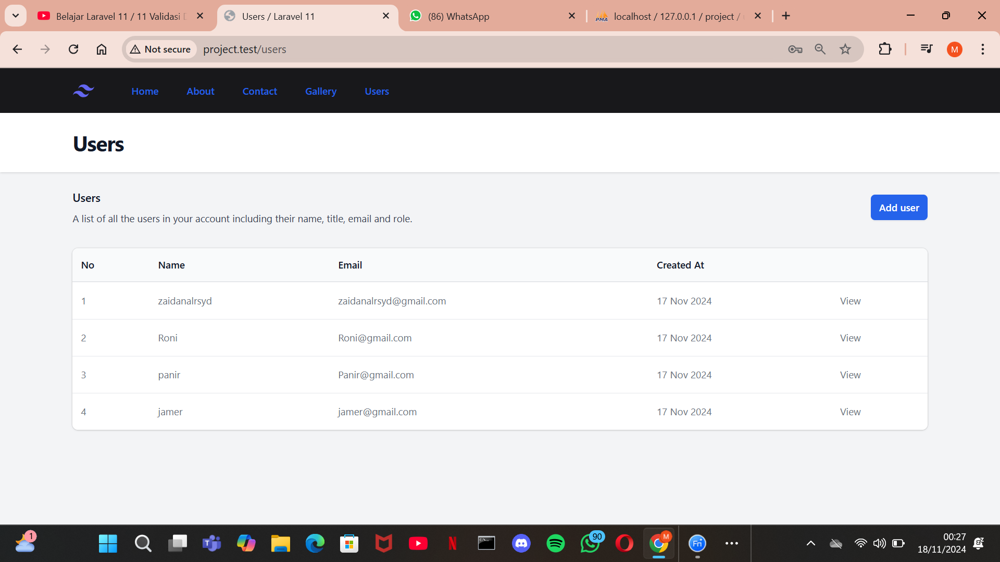 Belajar Laravel 11 / 11 Validasi
Users / Laravel 11
(86) WhatsApp
PMA
localhost / 127.0.0.1 / project /
Not secure
project.test/users
M
Home
About
Contact
Gallery
Users
Users
Users
A list of all the users in your account including their name, title, email and role.
Add user
No Name Email Created At
1 zaidanalrsyd zaidanalrsyd@gmail.com 17 Nov 2024 View
2 Roni Roni@gmail.com 17 Nov 2024 View
3 panir Panir@gmail.com 17 Nov 2024 View
4 jamer jamer@gmail.com 17 Nov 2024 View
1
T
N
90
M
Fn
00:27
18/11/2024